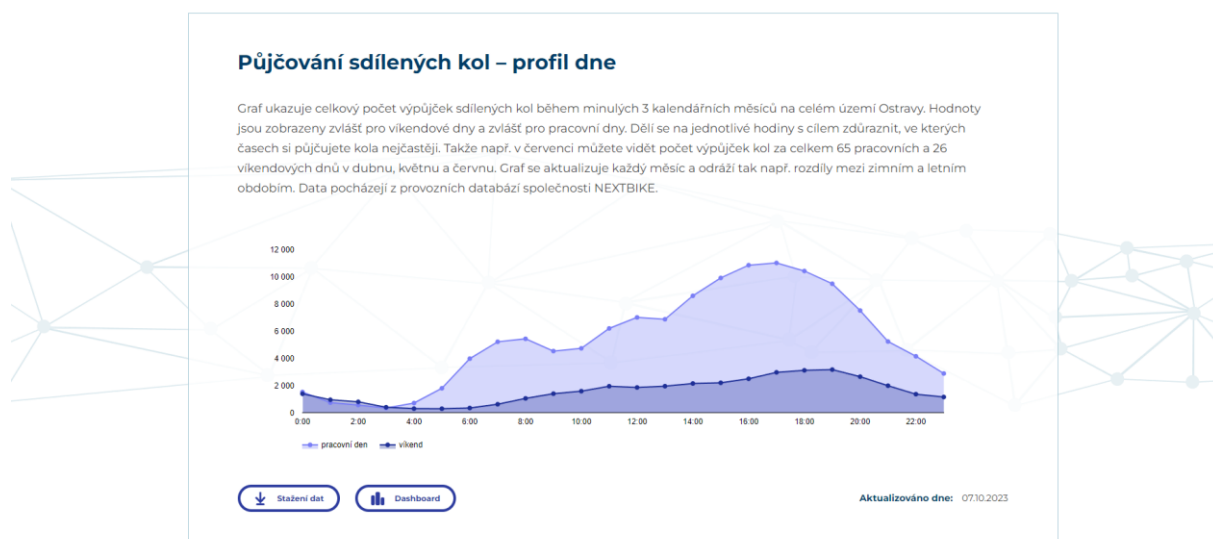 Půjčování sdílených kol – profil dne
Graf ukazuje celkový počet výpůjček sdílených kol během minulých 3 kalendářních měsíců na celém území Ostravy. Hodnoty
jsou zobrazeny zvlášť pro víkendové dny a zvlášť pro pracovní dny. Dělí se na jednotlivé hodiny s cílem zdůraznit, ve kterých
časech si půjčujete kola nejčastěji. Takže např. v červenci můžete vidět počet výpůjček kol za celkem 65 pracovních a 26
víkendových dnů v dubnu, květnu a červnu. Graf se aktualizuje každý měsíc a odráží tak např. rozdíly mezi zimním a letním
obdobím. Data pocházejí z provozních databází společnosti NEXTBIKE.
12 000
10 000
8 000
6 000
4 000
2 000
0
0:00 2:00 4:00 6:00 8:00 10:00 12:00 14:00 16:00 18:00 20:00 22:00
pracovní den víkend
Stažení dat Dashboard Aktualizováno dne: 07.10.2023